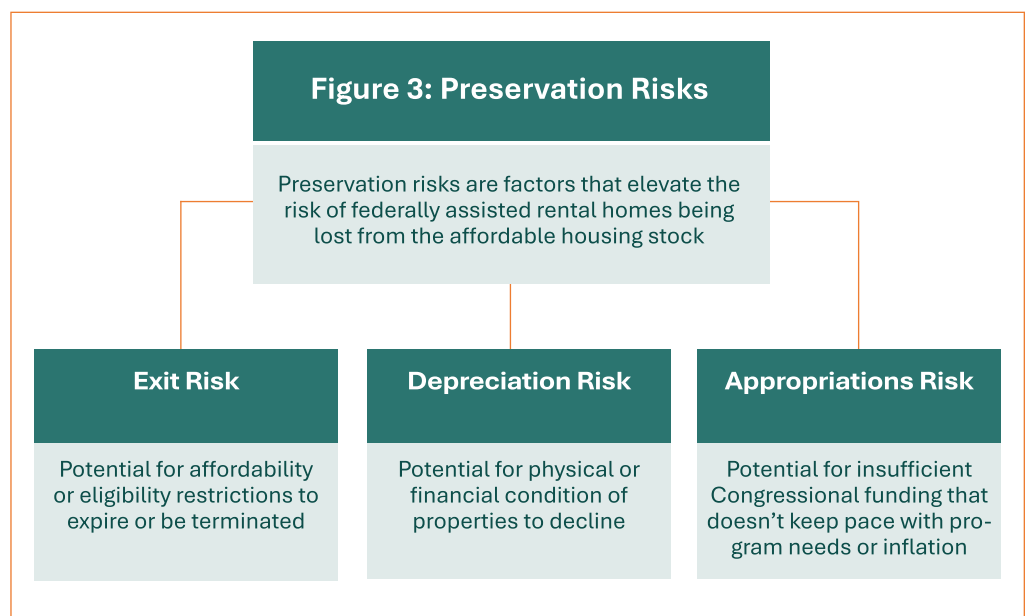 Figure 3: Preservation Risks
Preservation risks are factors that elevate the
risk of federally assisted rental homes being
lost from the affordable housing stock
Exit Risk
Potential for affordability
or eligibility restrictions to
expire or be terminated
Depreciation Risk
Potential for physical or
financial condition of
properties to decline
Appropriations Risk
Potential for insufficient
Congressional funding that
doesn’t keep pace with pro-
gram needs or inflation